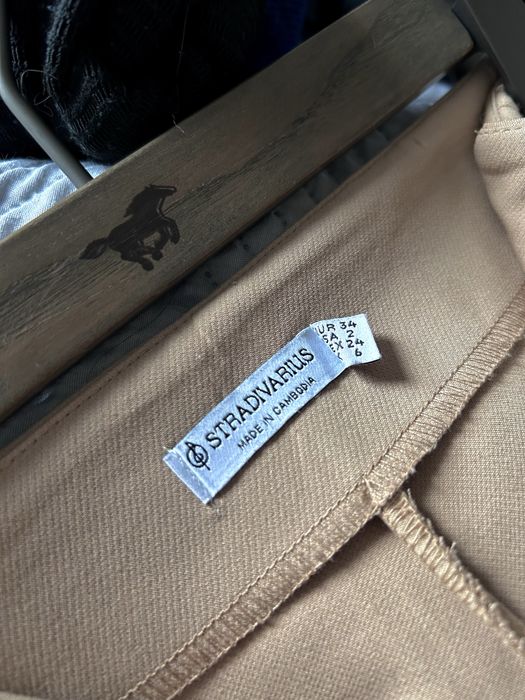 STRADIVARIUS
MADE IN CAMBODIA
UR 34
SA 2
EX 24
6